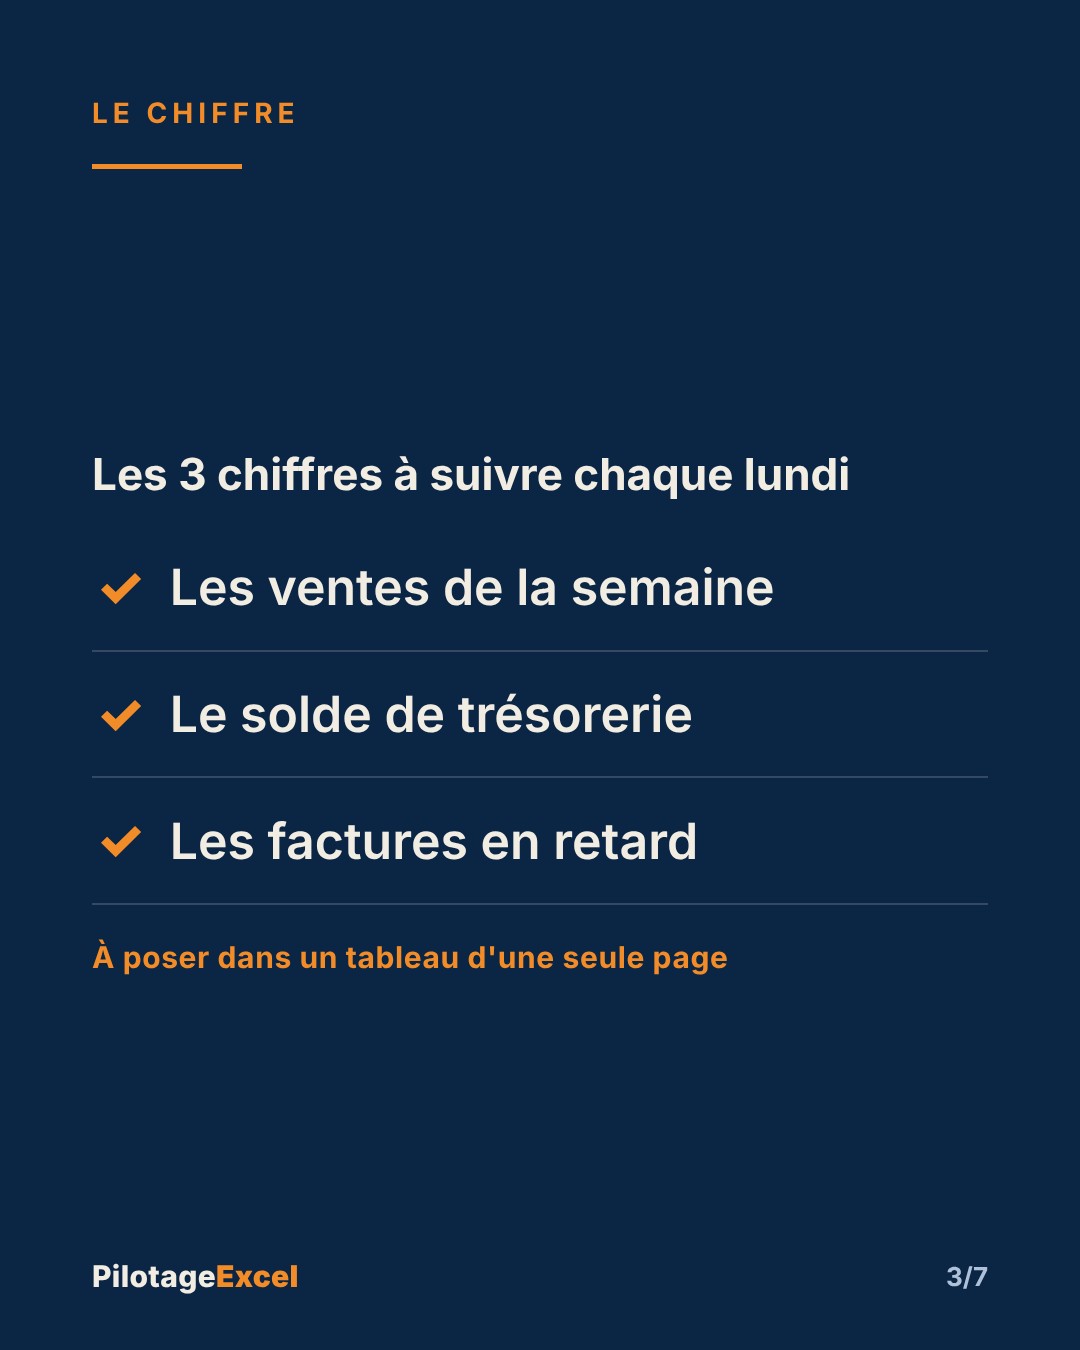 LE CHIFFRE
Les 3 chiffres à suivre chaque lundi
Les ventes de la semaine
Le solde de trésorerie
Les factures en retard
À poser dans un tableau d'une seule page
PilotageExcel
3/7